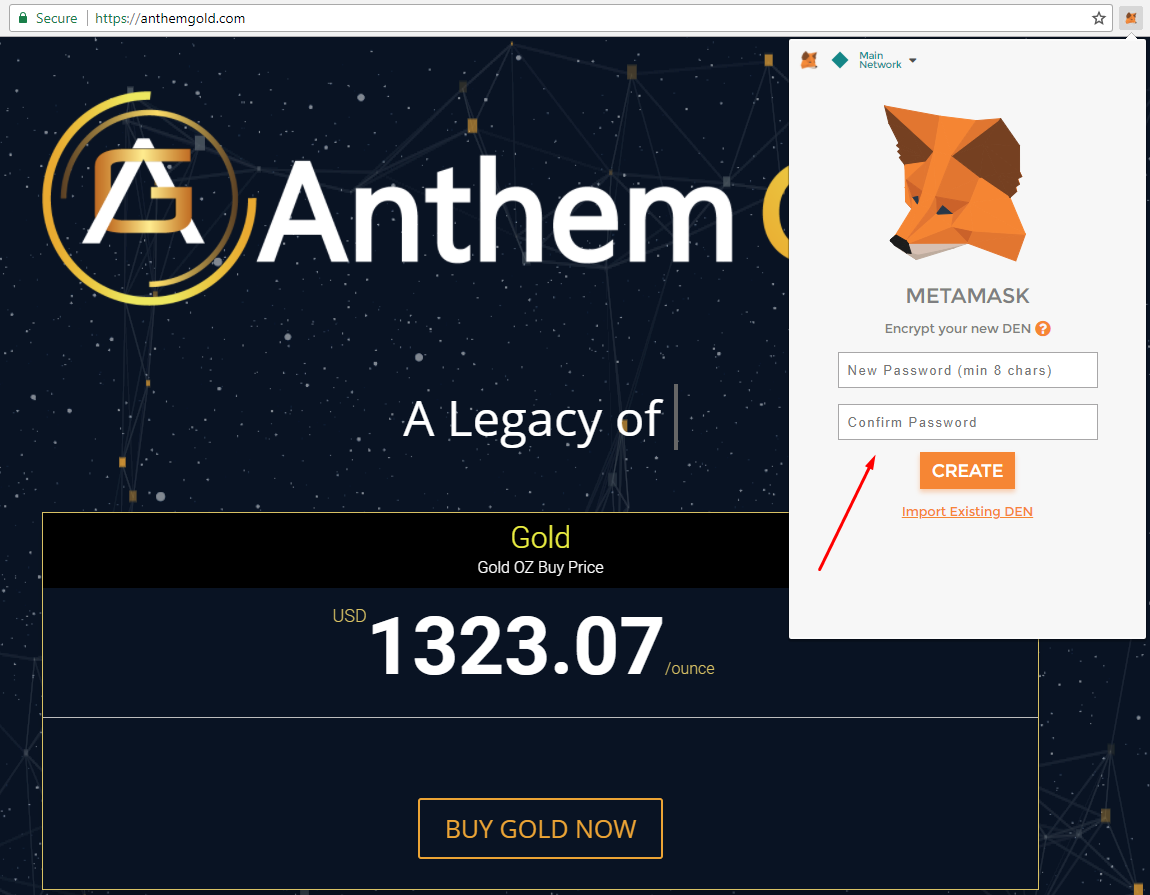 Secure
https://anthemgold.com
Main
Network
AG Anthem
METAMASK
Encrypt your new DEN ?
New Password (min 8 chars)
Confirm Password
CREATE
Import Existing DEN
A Legacy of
Gold
Gold OZ Buy Price
USD 1323.07 /ounce
BUY GOLD NOW